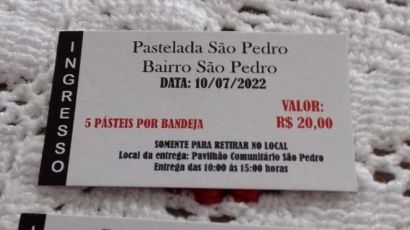 INGRESSO
Pastelada São Pedro
Bairro São Pedro
DATA: 10/07/2022
VALOR:
5 PÁSTEIS POR BANDEJA R$ 20,00
SOMENTE PARA RETIRAR NO LOCAL
Local da entrega: Pavilhão Comunitário São Pedro
Entrega das 10:00 às 15:00 horas